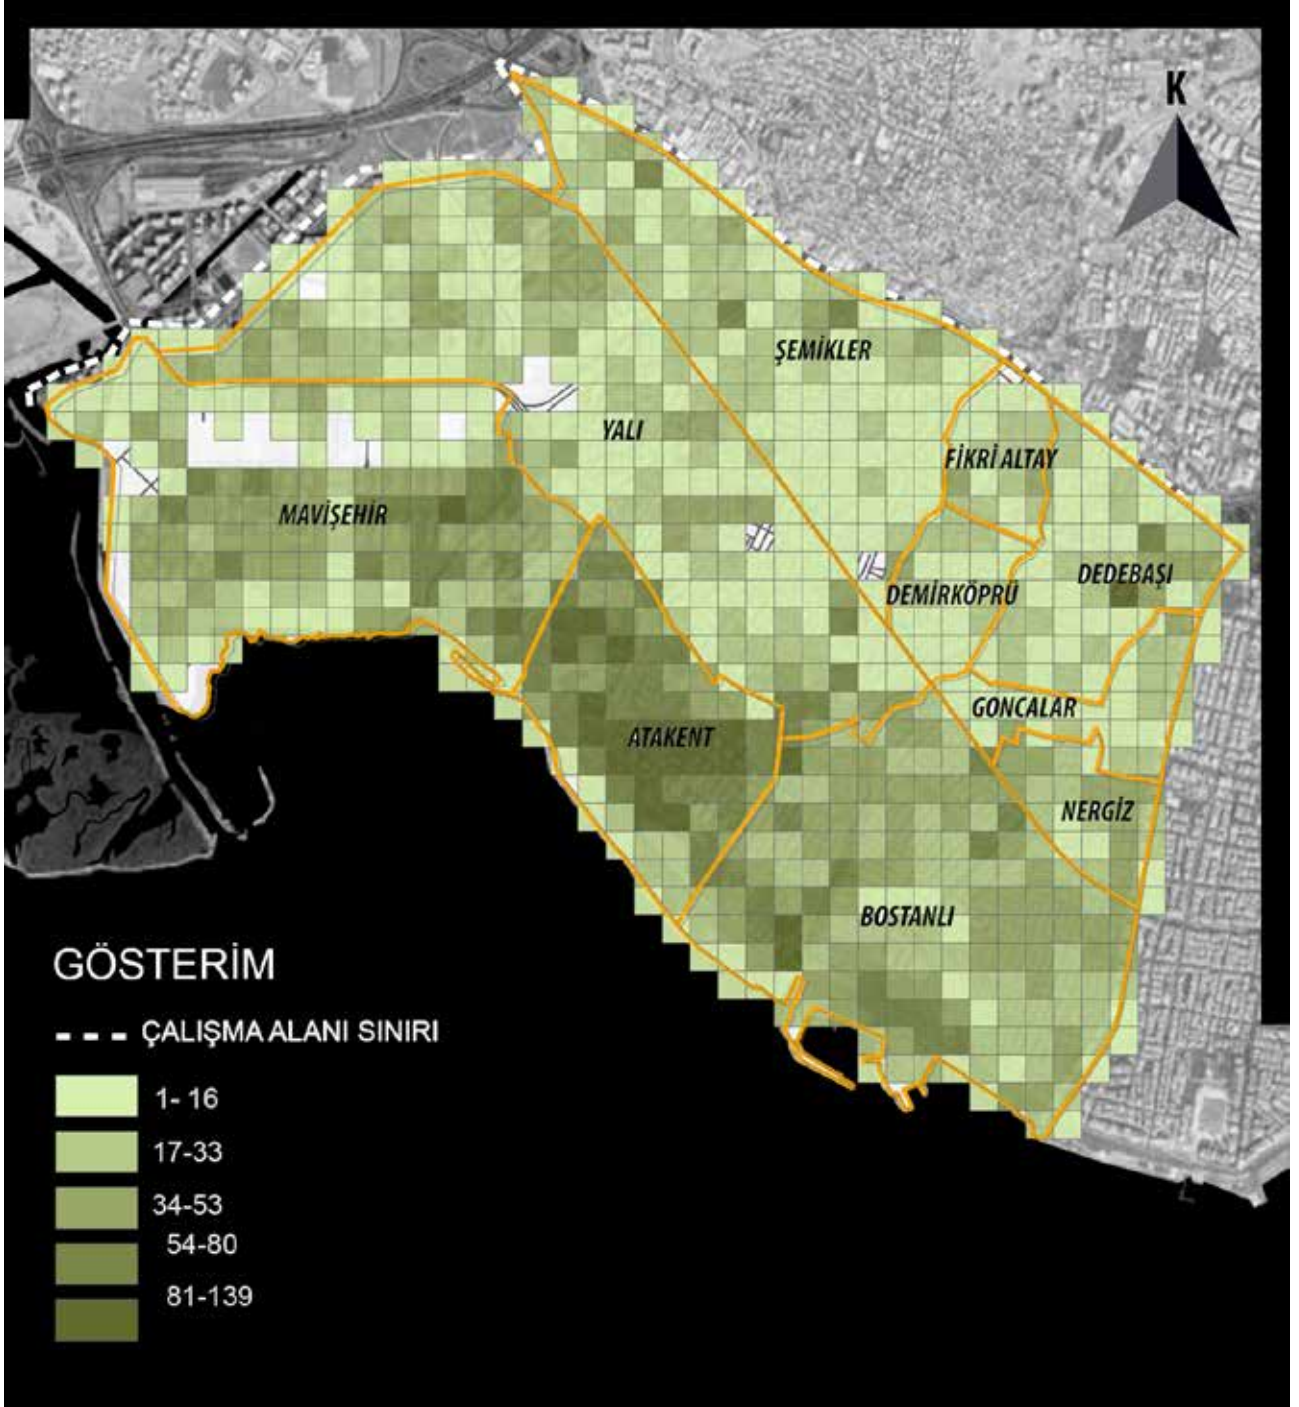 K
ŞEMİKLER
YALI
FİKRİ ALTAY
MAVİŞEHİR
DEDEBAŞI
DEMİRKÖPRÜ
GONCALAR
ATAKENT
NERGİZ
BOSTANLI
GÖSTERİM
ÇALIŞMA ALANI SINIRI
1- 16
17-33
34-53
54-80
81-139